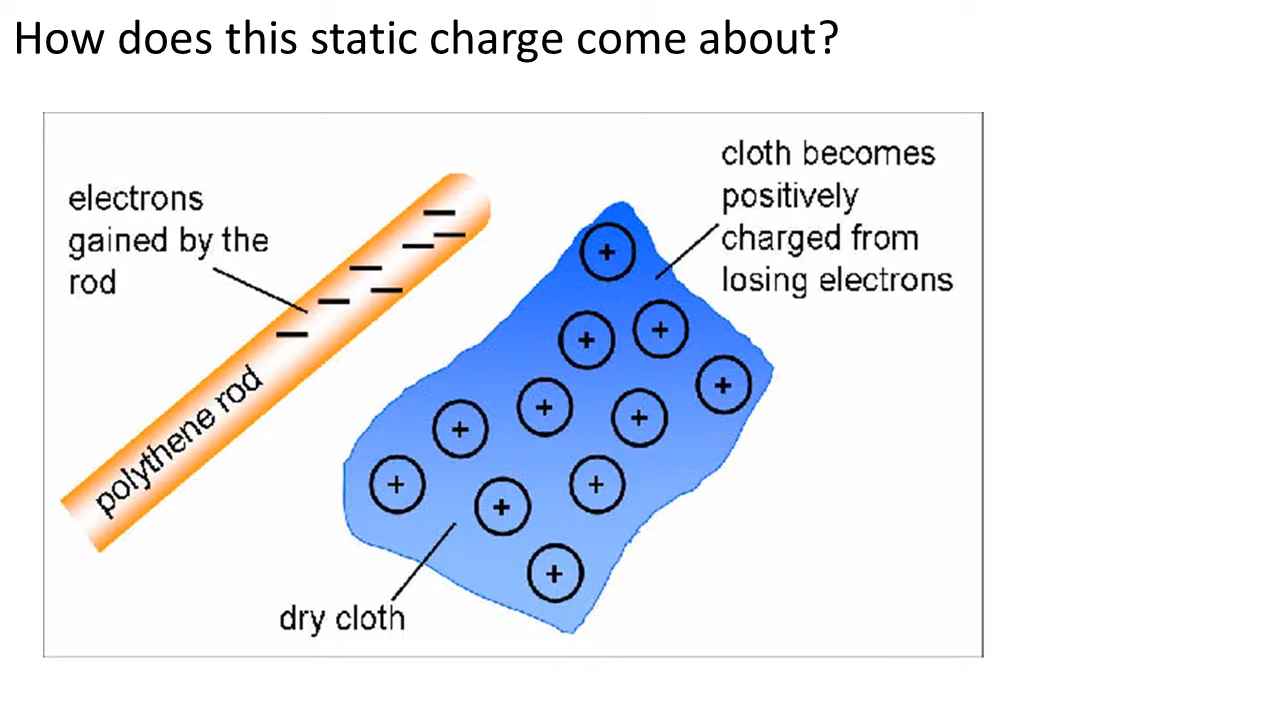 How does this static charge come about?
electrons
gained by the
rod
cloth becomes
positively
charged from
losing electrons
polythene rod
dry cloth